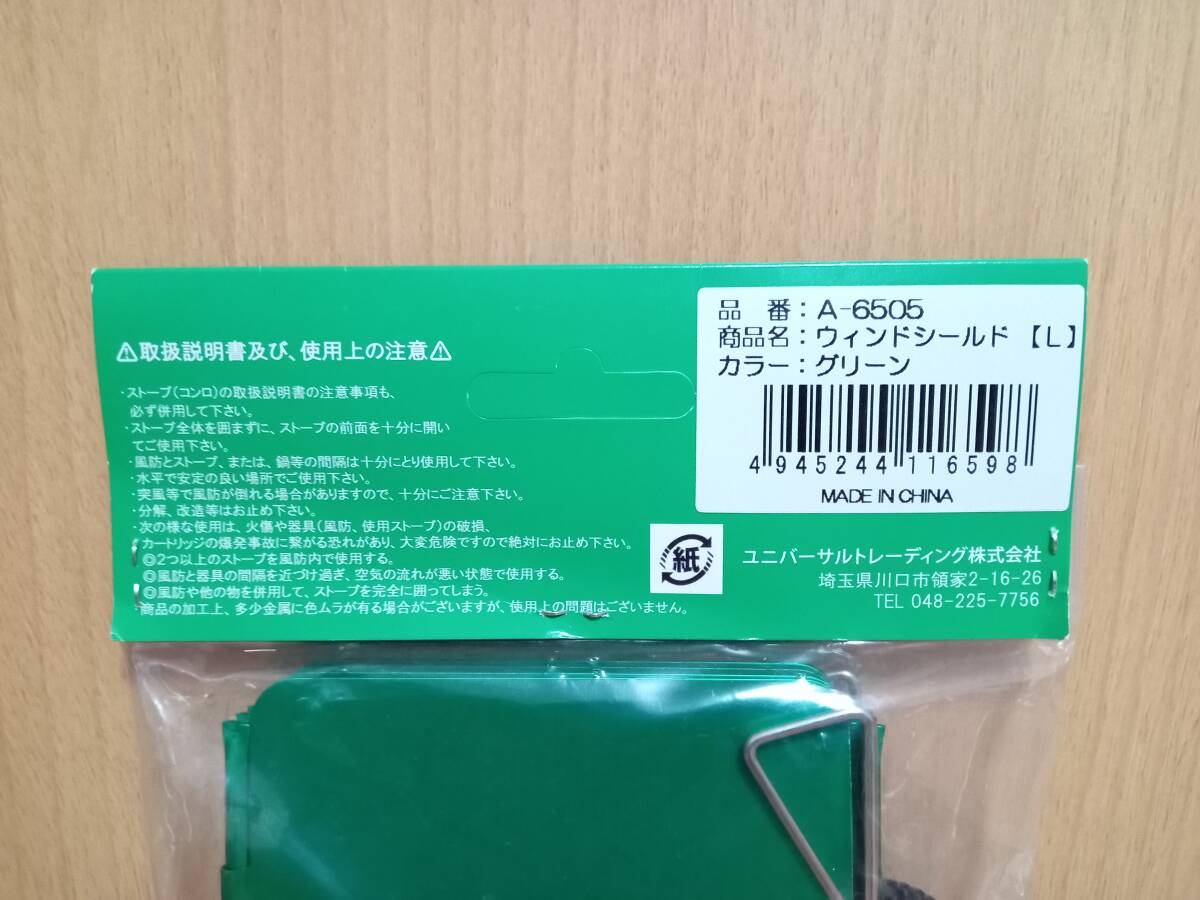 ⚠取扱説明書及び、使用上の注意⚠
・ストーブ(コンロ)の取扱説明書の注意事項も、
必ず併用して下さい。
・ストーブ全体を囲まずに、ストーブの前面を十分に開い
てご使用下さい。
・風防とストーブ、または、鍋等の間隔は十分にとり使用して下さい。
・水平で安定の良い場所でご使用下さい。
・突風等で風防が倒れる場合がありますので、十分にご注意下さい。
・分解、改造等はお止め下さい。
・次の様な使用は、火傷や器具(風防、使用ストーブ)の破損、
カートリッジの爆発事故に繋がる恐れがあり、大変危険ですので絶対にお止め下さい。
◎2つ以上のストーブを風防内で使用する。
◎風防と器具の間隔を近づけ過ぎ、空気の流れが悪い状態で使用する。
◎風防や他の物を併用して、ストーブを完全に囲ってしまう。
商品の加工上、多少金属に色ムラが有る場合がございますが、使用上の問題はございません。
品 番：A-6505
商品名：ウィンドシールド【L】
カラー：グリーン
4 945244 116598
MADE IN CHINA
紙
ユニバーサルトレーディング株式会社
埼玉県川口市領家2-16-26
TEL 048-225-7756